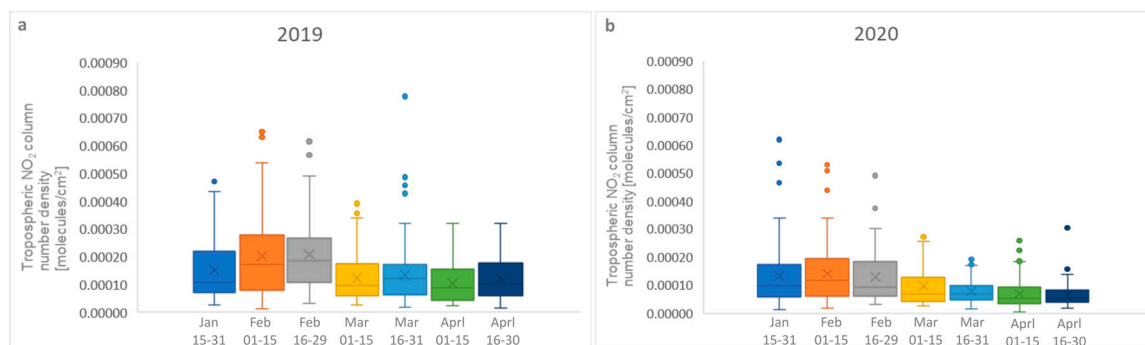 a
2019
Tropospheric NO₂ column
number density
[molecules/cm²]
0.00090
0.00080
0.00070
0.00060
0.00050
0.00040
0.00030
0.00020
0.00010
0.00000
Jan
15-31
Feb
01-15
Feb
16-29
Mar
01-15
Mar
16-31
Aprl
01-15
Aprl
16-30
b
2020
Tropospheric NO₂ column
number density [molecules/cm²]
0.00090
0.00080
0.00070
0.00060
0.00050
0.00040
0.00030
0.00020
0.00010
0.00000
Jan
15-31
Feb
01-15
Feb
16-29
Mar
01-15
Mar
16-31
Aprl
01-15
Aprl
16-30